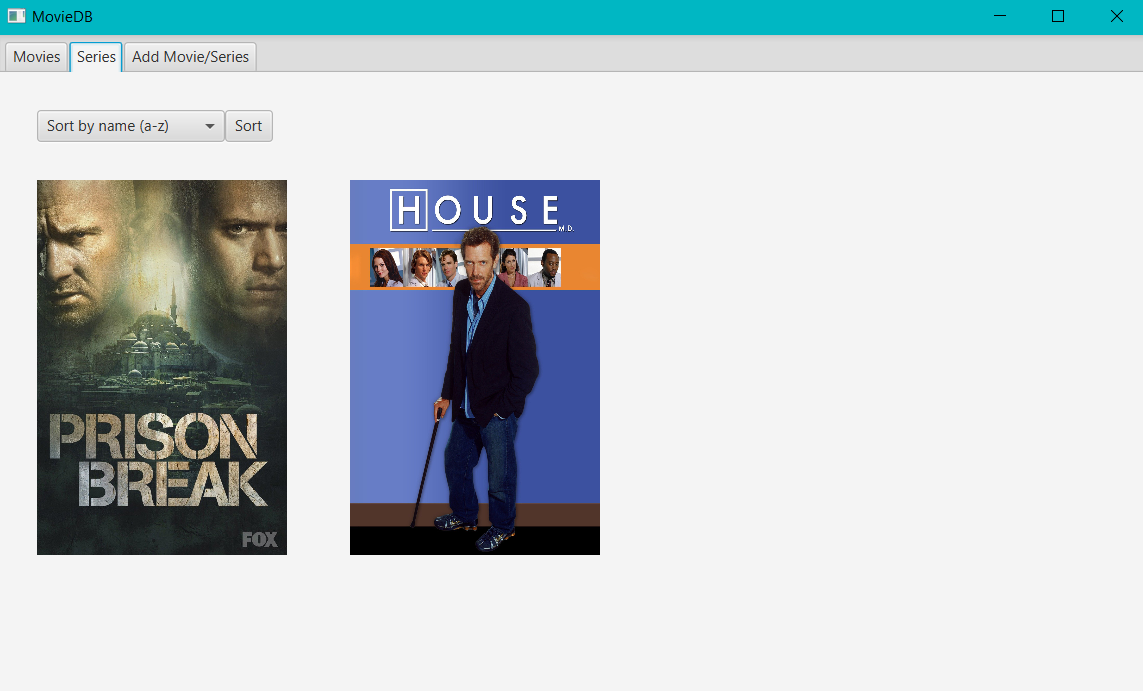 MovieDB
Movies
Series
Add Movie/Series
Sort by name (a-z)
Sort
PRISON
BREAK
FOX
HOUSE
M.D.